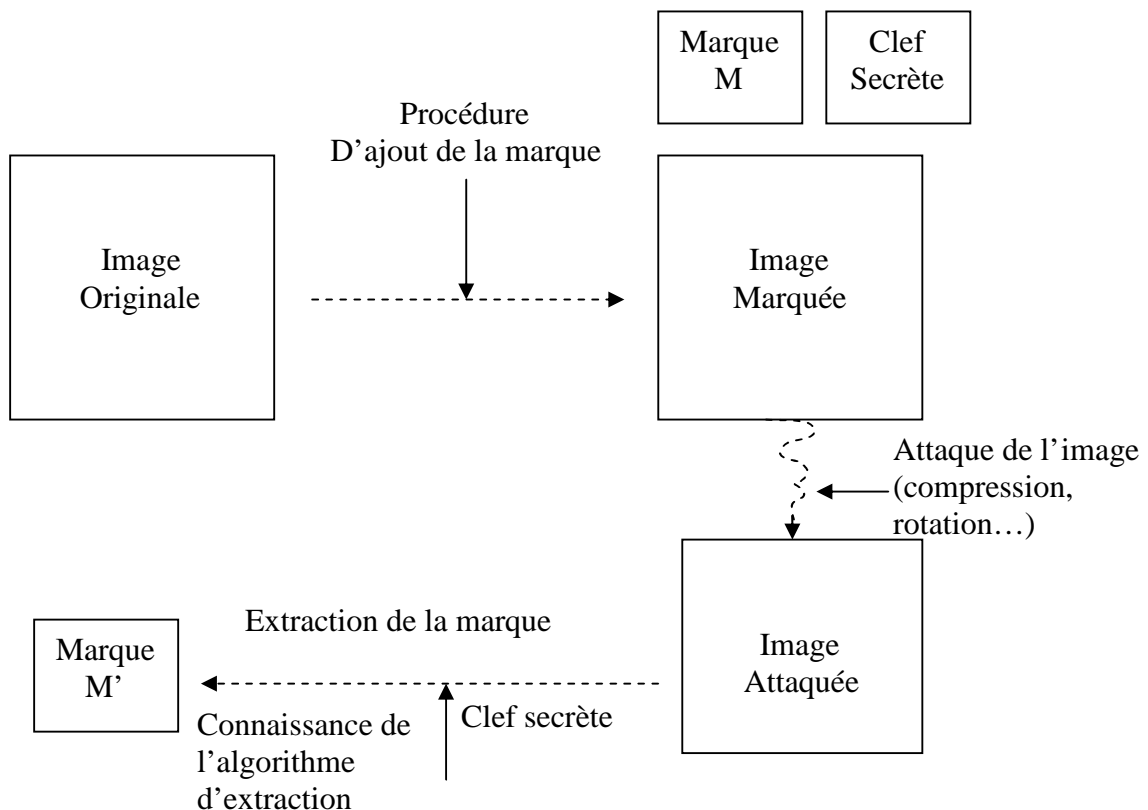 Marque
M
Clef
Secrète
Procédure
D’ajout de la marque
Image
Originale
Image
Marquée
Attaque de l’image
(compression,
rotation…)
Extraction de la marque
Marque
M’
Image
Attaquée
Clef secrète
Connaissance de
l’algorithme
d’extraction